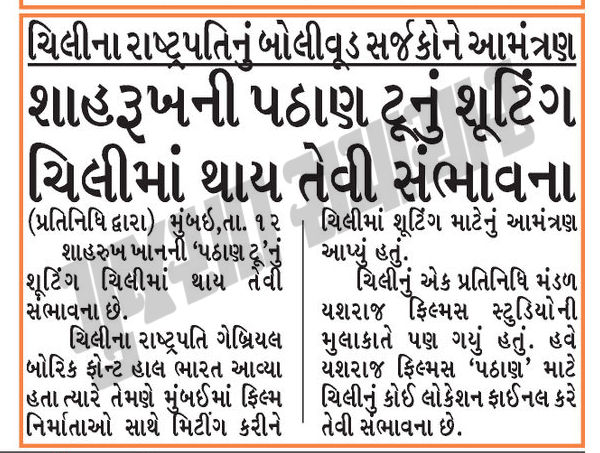 ચિલીના રાષ્ટ્રપતિનું બોલીવૂડ સર્જકોને આમંત્રણ
શાહરૂખની પઠાણ ટૂનું શૂટિંગ
ચિલીમાં થાય તેવી સંભાવના
(પ્રતિનિધિ દ્વારા) મુંબઈ,તા. ૧૨
શાહરુખ ખાનની ‘પઠાણ ટૂ’નું
શૂટિંગ ચિલીમાં થાય તેવી
સંભાવના છે.
ચિલીના રાષ્ટ્રપતિ ગેબ્રિયલ
બોરિક ફોન્ટ હાલ ભારત આવ્યા
હતા ત્યારે તેમણે મુંબઈમાં ફિલ્મ
નિર્માતાઓ સાથે મિટીંગ કરીને
ચિલીમાં શૂટિંગ માટેનું આમંત્રણ
આપ્યું હતું.
ચિલીનું એક પ્રતિનિધિ મંડળ
યશરાજ ફિલ્મસ સ્ટુડિયોની
મુલાકાતે પણ ગયું હતું. હવે
યશરાજ ફિલ્મસ ‘પઠાણ’ માટે
ચિલીનું કોઈ લોકેશન ફાઈનલ કરે
તેવી સંભાવના છે.